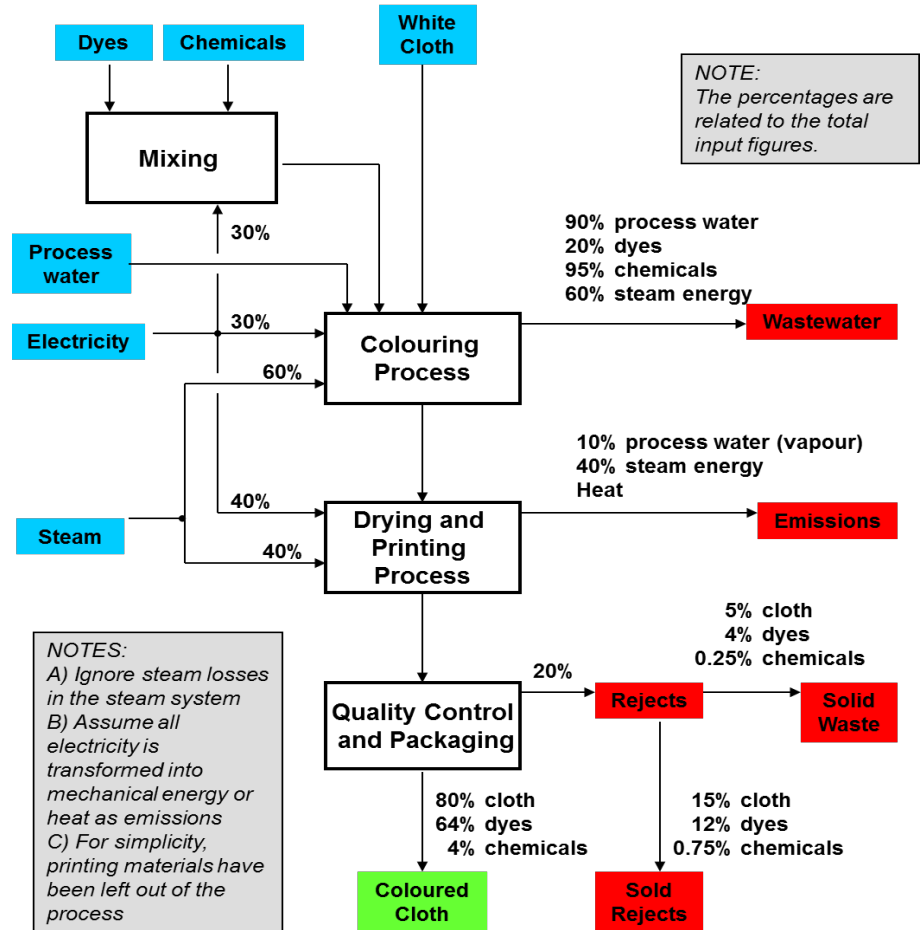 Dyes
Chemicals
White
Cloth
NOTE:
The percentages are
related to the total
input figures.
Mixing
30%
Process
water
90% process water
20% dyes
95% chemicals
60% steam energy
Electricity
30%
Colouring
Process
Wastewater
60%
10% process water (vapour)
40% steam energy
Heat
Steam
40%
40%
Drying and
Printing
Process
Emissions
NOTES:
A) Ignore steam losses
in the steam system
B) Assume all
electricity is
transformed into
mechanical energy or
heat as emissions
C) For simplicity,
printing materials have
been left out of the
process
5% cloth
4% dyes
0.25% chemicals
Quality Control
and Packaging
20%
Rejects
Solid
Waste
80% cloth
64% dyes
4% chemicals
15% cloth
12% dyes
0.75% chemicals
Coloured
Cloth
Sold
Rejects